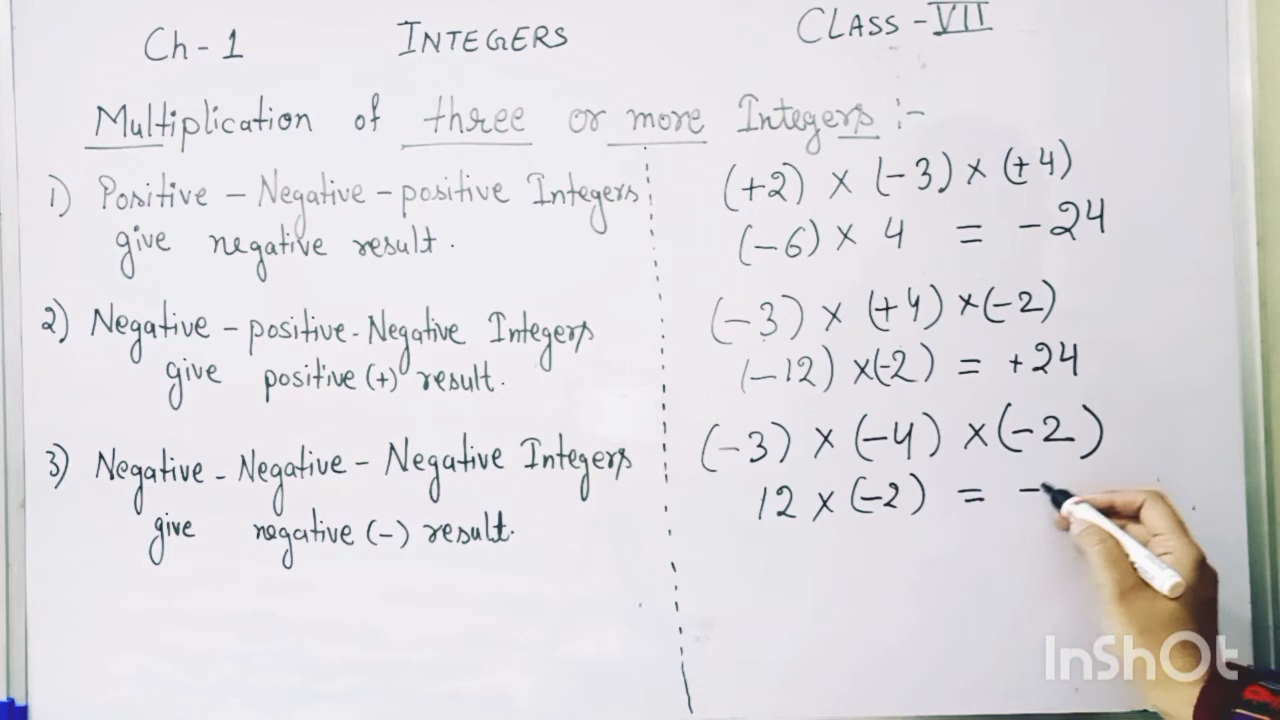 Ch-1 INTEGERS CLASS-VII
Multiplication of three or more Integers :-
1) Positive - Negative - positive Integers
give negative result.
(+2) × (-3) × (+4)
(-6) × 4 = -24
2) Negative - positive - Negative Integers
give positive (+) result.
(-3) × (+4) × (-2)
(-12) × (-2) = +24
3) Negative - Negative - Negative Integers
give negative (-) result.
(-3) × (-4) × (-2)
12 × (-2) = -
InShOt